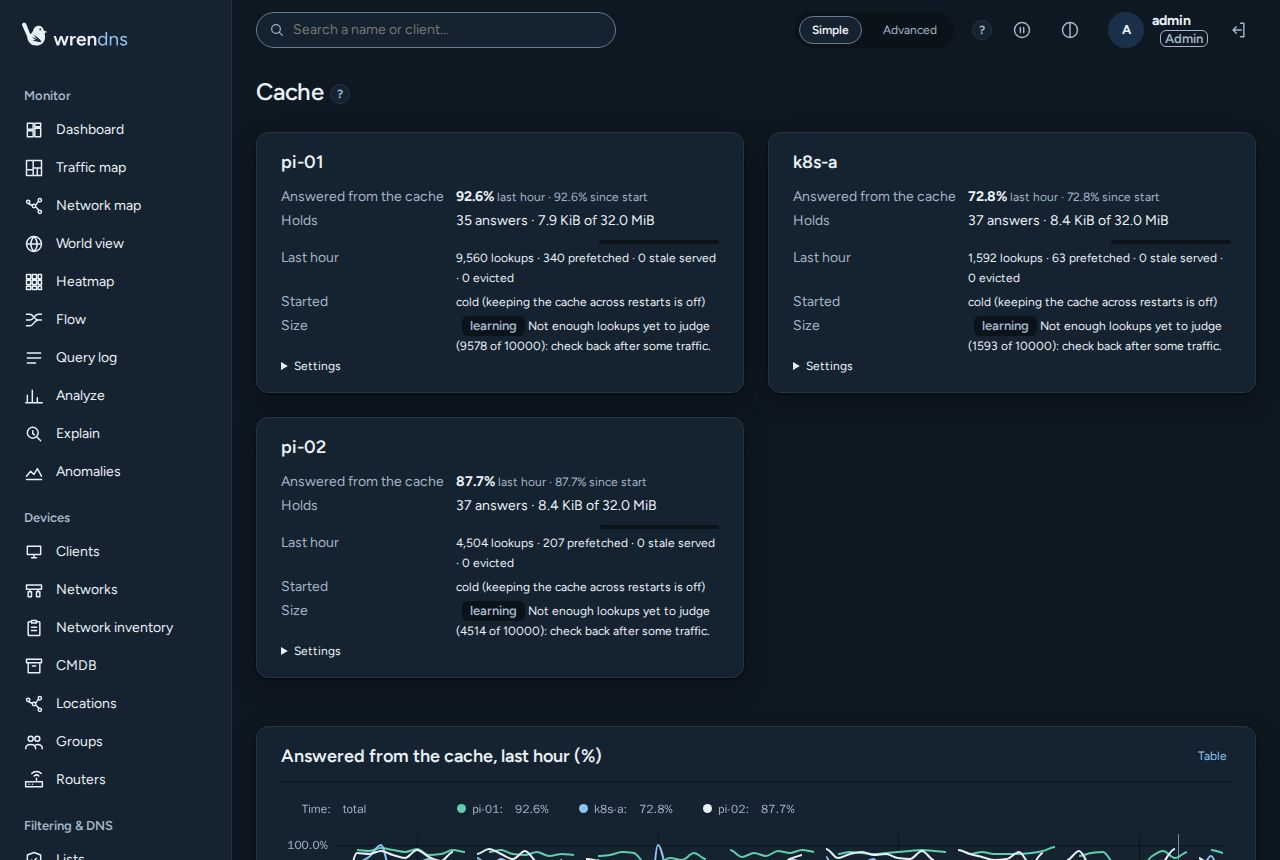 wrendns
Search a name or client...
Simple
Advanced
?
A
admin
Admin
Monitor
Dashboard
Traffic map
Network map
World view
Heatmap
Flow
Query log
Analyze
Explain
Anomalies
Devices
Clients
Networks
Network inventory
CMDB
Locations
Groups
Routers
Filtering & DNS
Lists
Cache ?
pi-01
Answered from the cache 92.6% last hour · 92.6% since start
Holds 35 answers · 7.9 KiB of 32.0 MiB
Last hour 9,560 lookups · 340 prefetched · 0 stale served
· 0 evicted
Started cold (keeping the cache across restarts is off)
Size learning Not enough lookups yet to judge
(9578 of 10000): check back after some traffic.
Settings
k8s-a
Answered from the cache 72.8% last hour · 72.8% since start
Holds 37 answers · 8.4 KiB of 32.0 MiB
Last hour 1,592 lookups · 63 prefetched · 0 stale served ·
0 evicted
Started cold (keeping the cache across restarts is off)
Size learning Not enough lookups yet to judge
(1593 of 10000): check back after some traffic.
Settings
pi-02
Answered from the cache 87.7% last hour · 87.7% since start
Holds 37 answers · 8.4 KiB of 32.0 MiB
Last hour 4,504 lookups · 207 prefetched · 0 stale served
· 0 evicted
Started cold (keeping the cache across restarts is off)
Size learning Not enough lookups yet to judge
(4514 of 10000): check back after some traffic.
Settings
Answered from the cache, last hour (%)
Table
Time: total pi-01: 92.6% k8s-a: 72.8% pi-02: 87.7%
100.0%